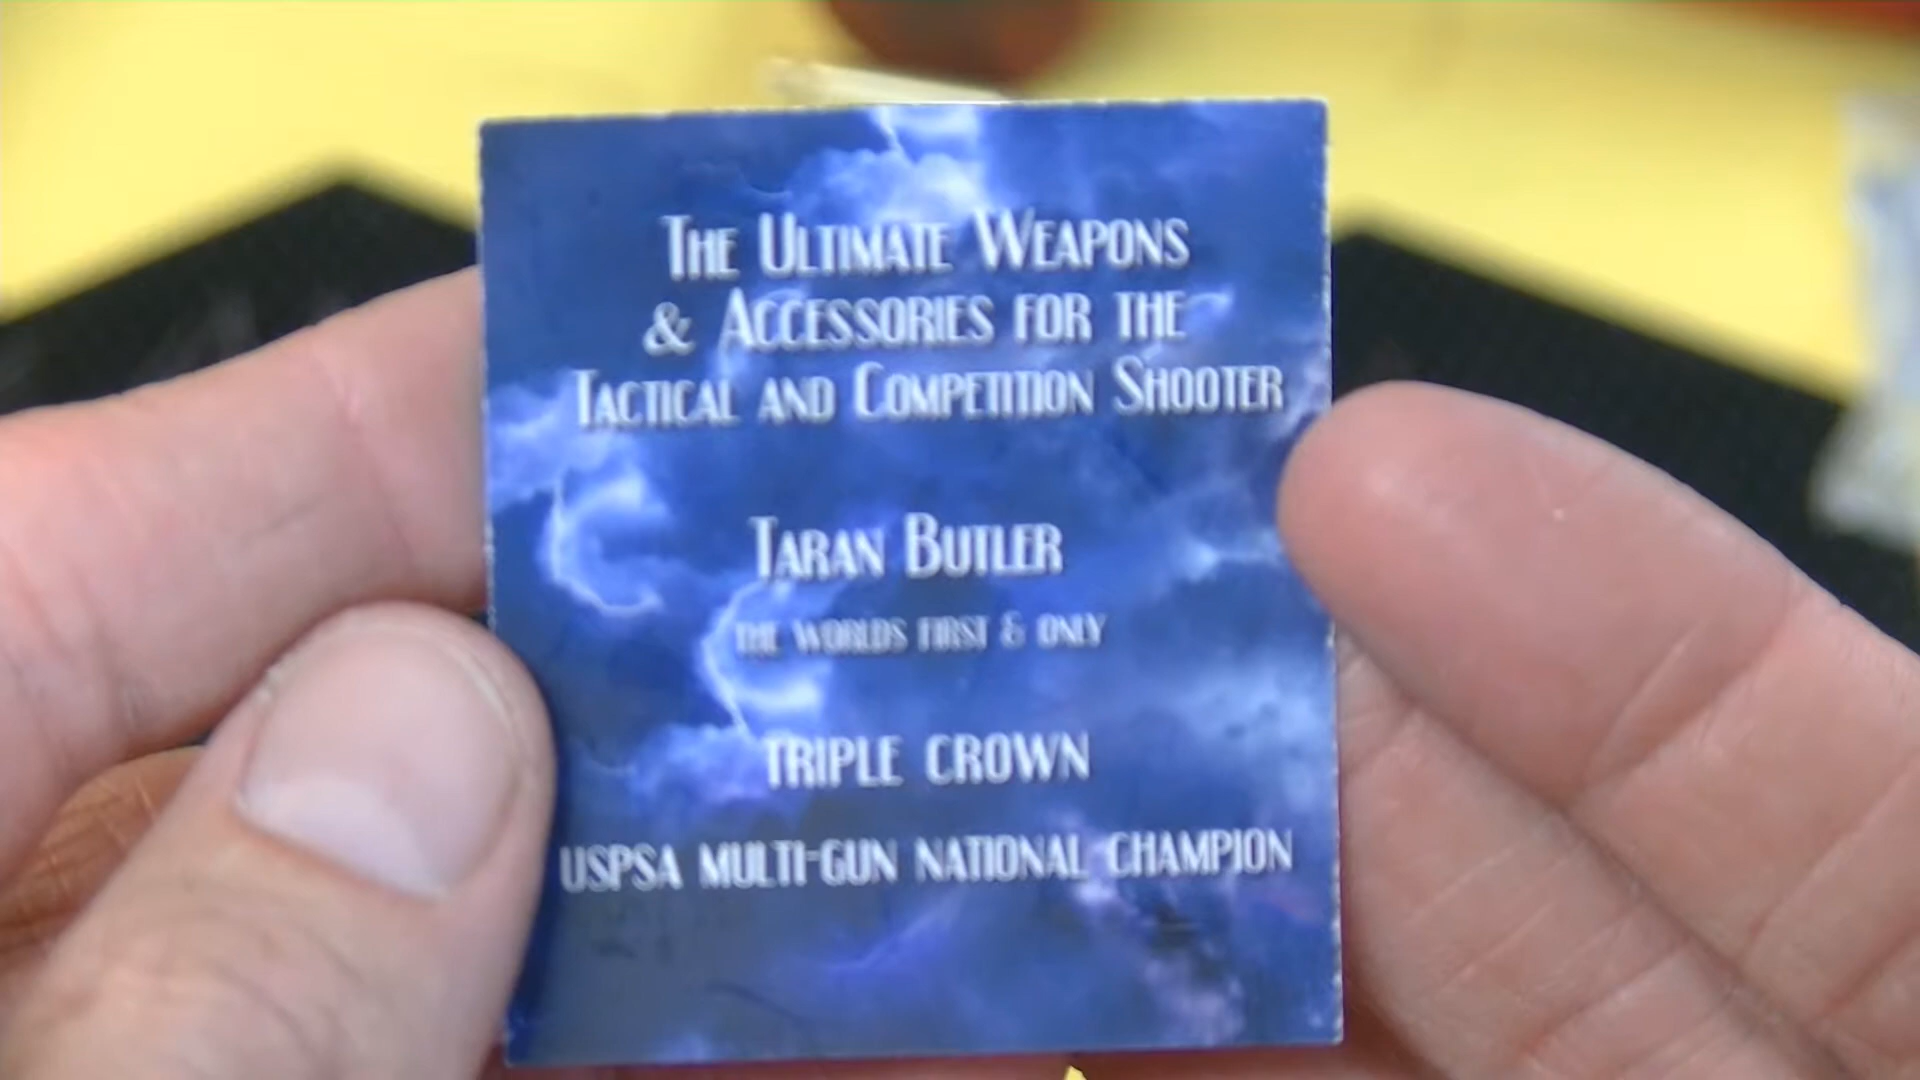 The Ultimate Weapons
& Accessories for the
Tactical and Competition Shooter
Taran Butler
THE WORLDS FIRST & ONLY
TRIPLE CROWN
USPSA MULTI-GUN NATIONAL CHAMPION